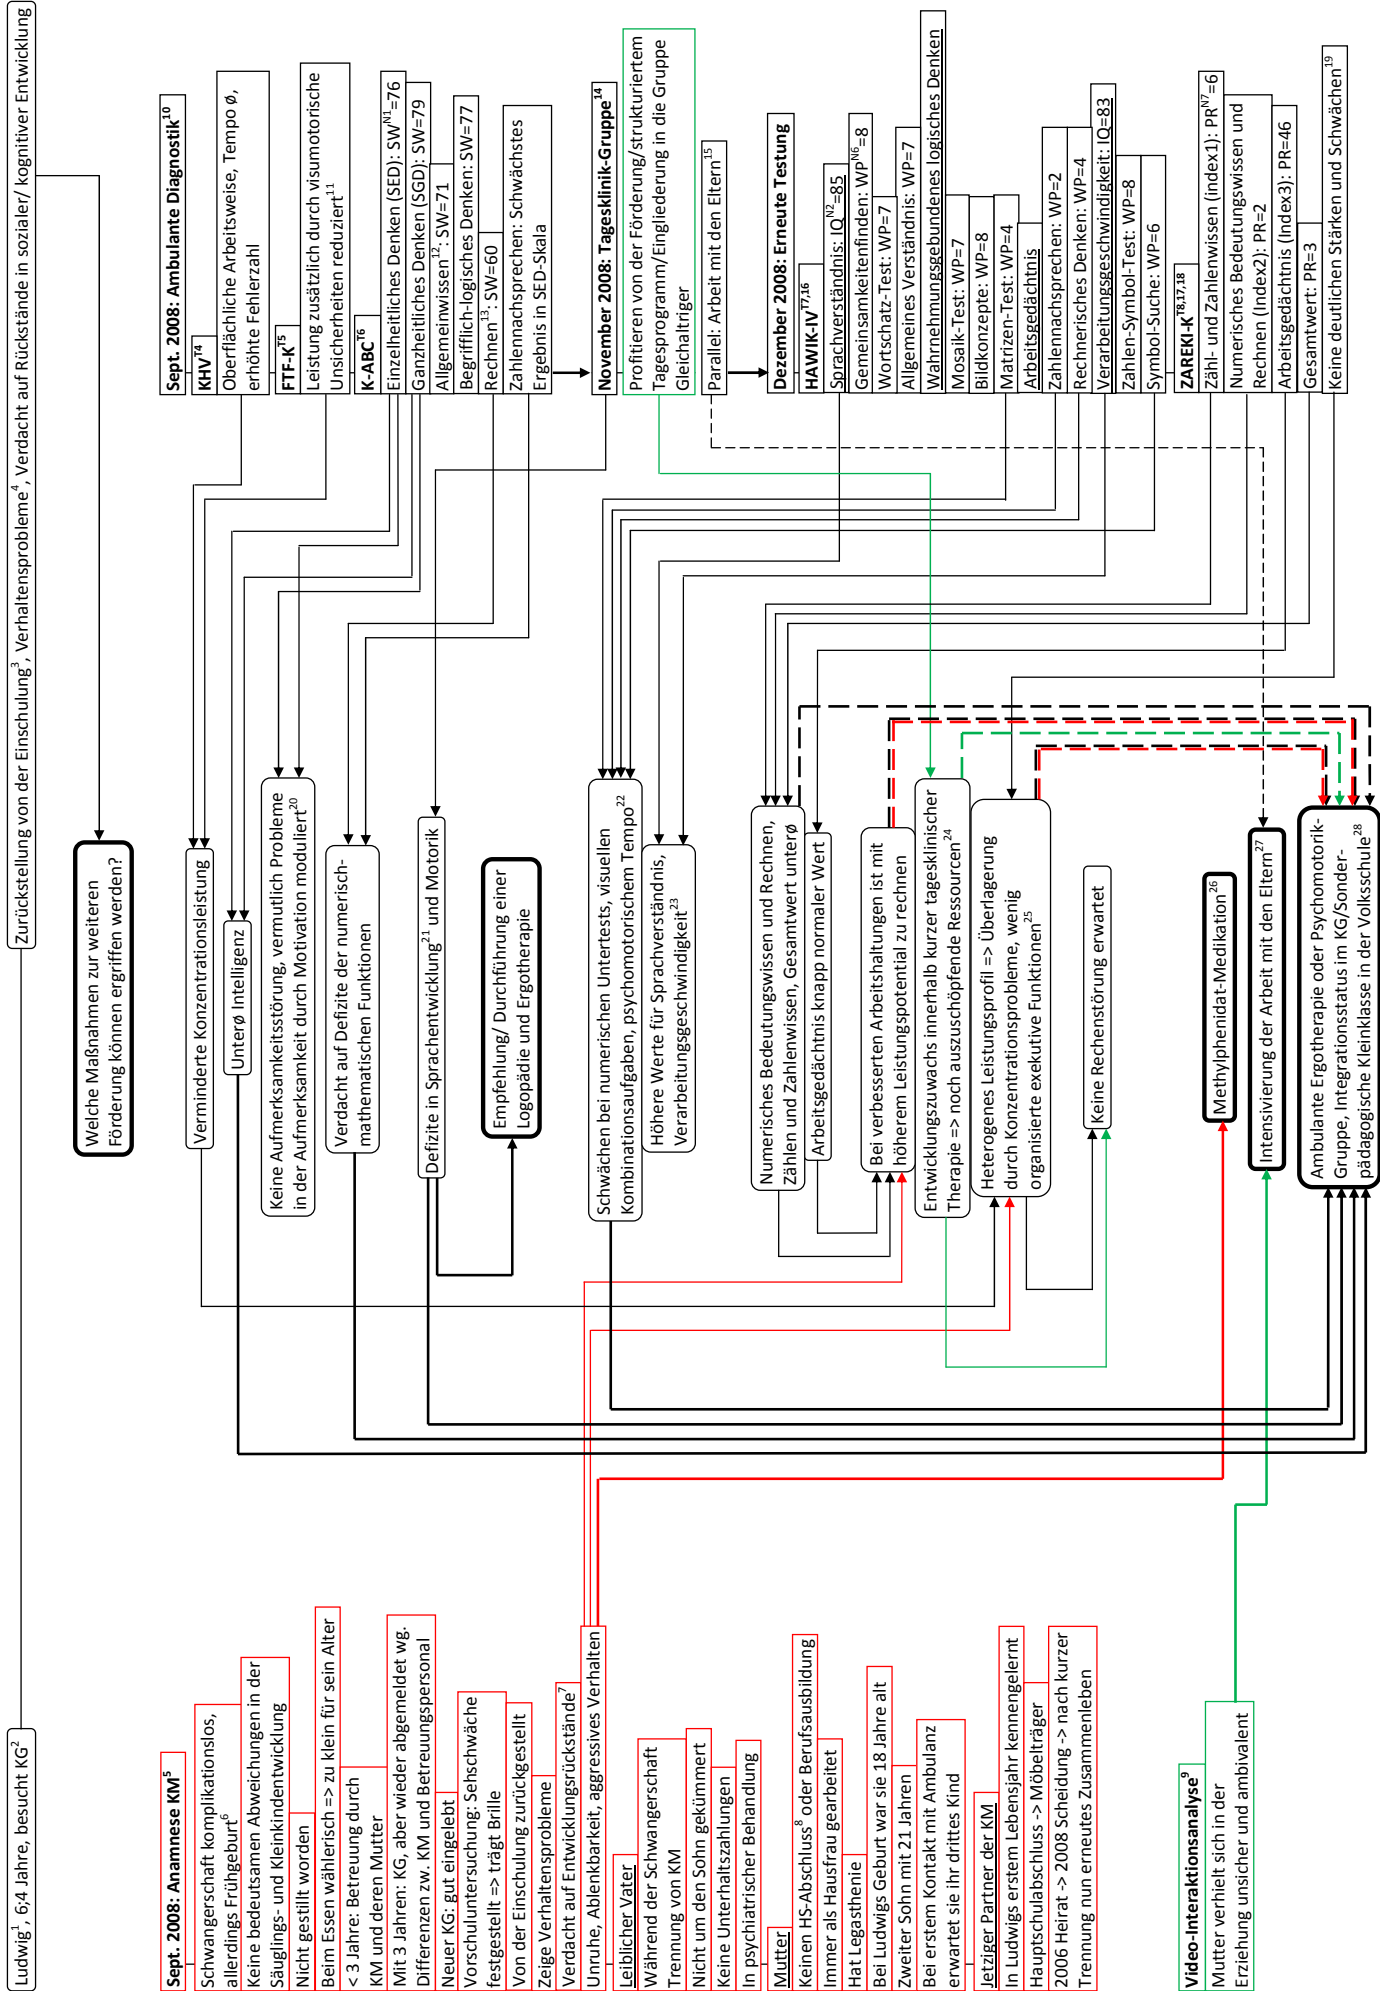 Ludwig¹, 6;4 Jahre, besucht KG²
Zurückstellung von der Einschulung³, Verhaltensprobleme⁴, Verdacht auf Rückstände in sozialer/ kognitiver Entwicklung
Sept. 2008: Anamnese KM⁵
Schwangerschaft komplikationslos,
allerdings Frühgeburt⁶
Keine bedeutsamen Abweichungen in der
Säuglings- und Kleinkindentwicklung
Nicht gestillt worden
Beim Essen wählerisch => zu klein für sein Alter
< 3 Jahre: Betreuung durch
KM und deren Mutter
Mit 3 Jahren: KG, aber wieder abgemeldet wg.
Differenzen zw. KM und Betreuungspersonal
Neuer KG: gut eingelebt
Vorschuluntersuchung: Sehschwäche
festgestellt => trägt Brille
Von der Einschulung zurückgestellt
Zeige Verhaltensprobleme
Verdacht auf Entwicklungsrückstände⁷
Unruhe, Ablenkbarkeit, aggressives Verhalten
Leiblicher Vater
Während der Schwangerschaft
Trennung von KM
Nicht um den Sohn gekümmert
Keine Unterhaltszahlungen
In psychiatrischer Behandlung
Mutter
Keinen HS-Abschluss⁸ oder Berufsausbildung
Immer als Hausfrau gearbeitet
Hat Legasthenie
Bei Ludwigs Geburt war sie 18 Jahre alt
Zweiter Sohn mit 21 Jahren
Bei erstem Kontakt mit Ambulanz
erwartet sie ihr drittes Kind
Jetziger Partner der KM
In Ludwigs erstem Lebensjahr kennengelernt
Hauptschulabschluss -> Möbelträger
2006 Heirat -> 2008 Scheidung -> nach kurzer
Trennung nun erneutes Zusammenleben
Video-Interaktionsanalyse⁹
Mutter verhielt sich in der
Erziehung unsicher und ambivalent
Welche Maßnahmen zur weiteren
Förderung können ergriffen werden?
Verminderte Konzentrationsleistung
Unterø Intelligenz
Keine Aufmerksamkeitsstörung, vermutlich Probleme
in der Aufmerksamkeit durch Motivation moduliert²⁰
Verdacht auf Defizite der numerisch-
mathematischen Funktionen
Defizite in Sprachentwicklung²¹ und Motorik
Empfehlung/ Durchführung einer
Logopädie und Ergotherapie
Schwächen bei numerischen Untertests, visuellen
Kombinationsaufgaben, psychomotorischem Tempo²²
Höhere Werte für Sprachverständnis,
Verarbeitungsgeschwindigkeit²³
Numerisches Bedeutungswissen und Rechnen,
Zählen und Zahlenwissen, Gesamtwert unterø
Arbeitsgedächtnis knapp normaler Wert
Bei verbesserten Arbeitshaltungen ist mit
höherem Leistungspotential zu rechnen
Entwicklungszuwachs innerhalb kurzer tagesklinischer
Therapie => noch auszuschöpfende Ressourcen²⁴
Heterogenes Leistungsprofil => Überlagerung
durch Konzentrationsprobleme, wenig
organisierte exekutive Funktionen²⁵
Keine Rechenstörung erwartet
Methylphenidat-Medikation²⁶
Intensivierung der Arbeit mit den Eltern²⁷
Ambulante Ergotherapie oder Psychomotorik-
Gruppe, Integrationsstatus im KG/Sonder-
pädagogische Kleinklasse in der Volksschule²⁸
Sept. 2008: Ambulante Diagnostik¹⁰
KHV^T4
Oberflächliche Arbeitsweise, Tempo ø,
erhöhte Fehlerzahl
FTF-K^T5
Leistung zusätzlich durch visumotorische
Unsicherheiten reduziert¹¹
K-ABC^T6
Einzelheitliches Denken (SED): SW^N1=76
Ganzheitliches Denken (SGD): SW=79
Allgemeinwissen¹²: SW=71
Begrifflich-logisches Denken: SW=77
Rechnen¹³: SW=60
Zahlennachsprechen: Schwächstes
Ergebnis in SED-Skala
November 2008: Tagesklinik-Gruppe¹⁴
Profitieren von der Förderung/strukturiertem
Tagesprogramm/Eingliederung in die Gruppe
Gleichaltriger
Parallel: Arbeit mit den Eltern¹⁵
Dezember 2008: Erneute Testung
HAWIK-IV^T7,16
Sprachverständnis: IQ^N2=85
Gemeinsamkeitenfinden: WP^N6=8
Wortschatz-Test: WP=7
Allgemeines Verständnis: WP=7
Wahrnehmungsgebundenes logisches Denken
Mosaik-Test: WP=7
Bildkonzepte: WP=8
Matrizen-Test: WP=4
Arbeitsgedächtnis
Zahlennachsprechen: WP=2
Rechnerisches Denken: WP=4
Verarbeitungsgeschwindigkeit: IQ=83
Zahlen-Symbol-Test: WP=8
Symbol-Suche: WP=6
ZAREKI-K^T8,17,18
Zähl- und Zahlenwissen (index1): PR^N7=6
Numerisches Bedeutungswissen und
Rechnen (Index2): PR=2
Arbeitsgedächtnis (Index3): PR=46
Gesamtwert: PR=3
Keine deutlichen Stärken und Schwächen¹⁹